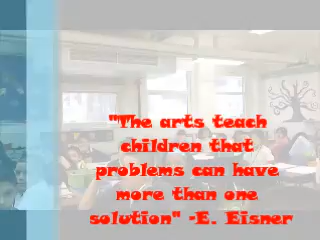 "The arts teach
children that
problems can have
more than one
solution" -E. Eisner